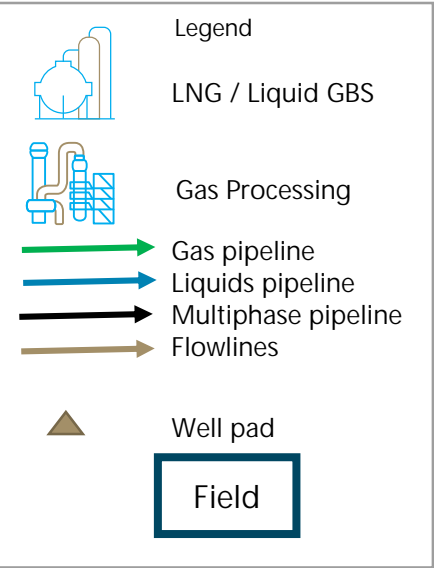 Legend
LNG / Liquid GBS
Gas Processing
Gas pipeline
Liquids pipeline
Multiphase pipeline
Flowlines
Well pad
Field